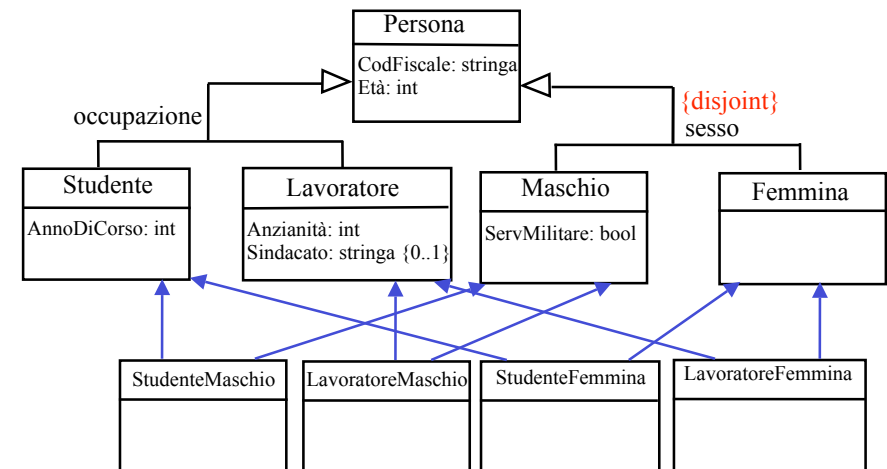 Persona
CodFiscale: stringa
Età: int
occupazione
{disjoint}
sesso
Studente
AnnoDiCorso: int
Lavoratore
Anzianità: int
Sindacato: stringa {0..1}
Maschio
ServMilitare: bool
Femmina
StudenteMaschio
LavoratoreMaschio
StudenteFemmina
LavoratoreFemmina